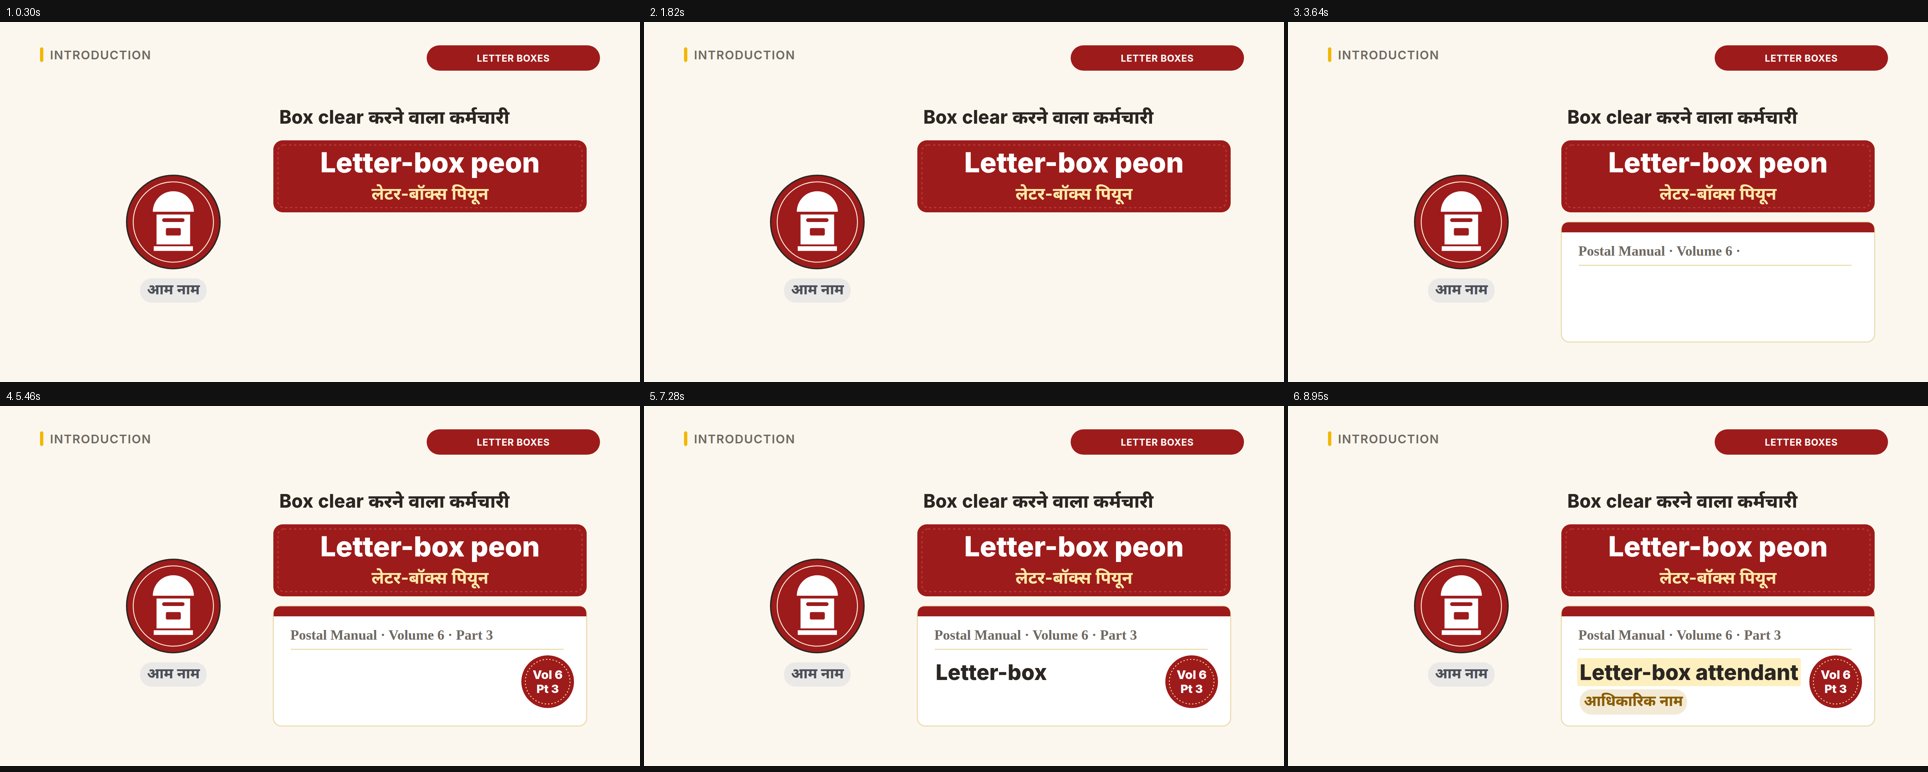 1. 0.30s
INTRODUCTION
LETTER BOXES
Box clear करने वाला कर्मचारी
Letter-box peon
लेटर-बॉक्स पियून
आम नाम
2. 1.82s
INTRODUCTION
LETTER BOXES
Box clear करने वाला कर्मचारी
Letter-box peon
लेटर-बॉक्स पियून
आम नाम
3. 3.64s
INTRODUCTION
LETTER BOXES
Box clear करने वाला कर्मचारी
Letter-box peon
लेटर-बॉक्स पियून
Postal Manual · Volume 6 ·
आम नाम
4. 5.46s
INTRODUCTION
LETTER BOXES
Box clear करने वाला कर्मचारी
Letter-box peon
लेटर-बॉक्स पियून
Postal Manual · Volume 6 · Part 3
आम नाम
Vol 6
Pt 3
5. 7.28s
INTRODUCTION
LETTER BOXES
Box clear करने वाला कर्मचारी
Letter-box peon
लेटर-बॉक्स पियून
Postal Manual · Volume 6 · Part 3
आम नाम
Letter-box
Vol 6
Pt 3
6. 8.95s
INTRODUCTION
LETTER BOXES
Box clear करने वाला कर्मचारी
Letter-box peon
लेटर-बॉक्स पियून
Postal Manual · Volume 6 · Part 3
आम नाम
Letter-box attendant
आधिकारिक नाम
Vol 6
Pt 3